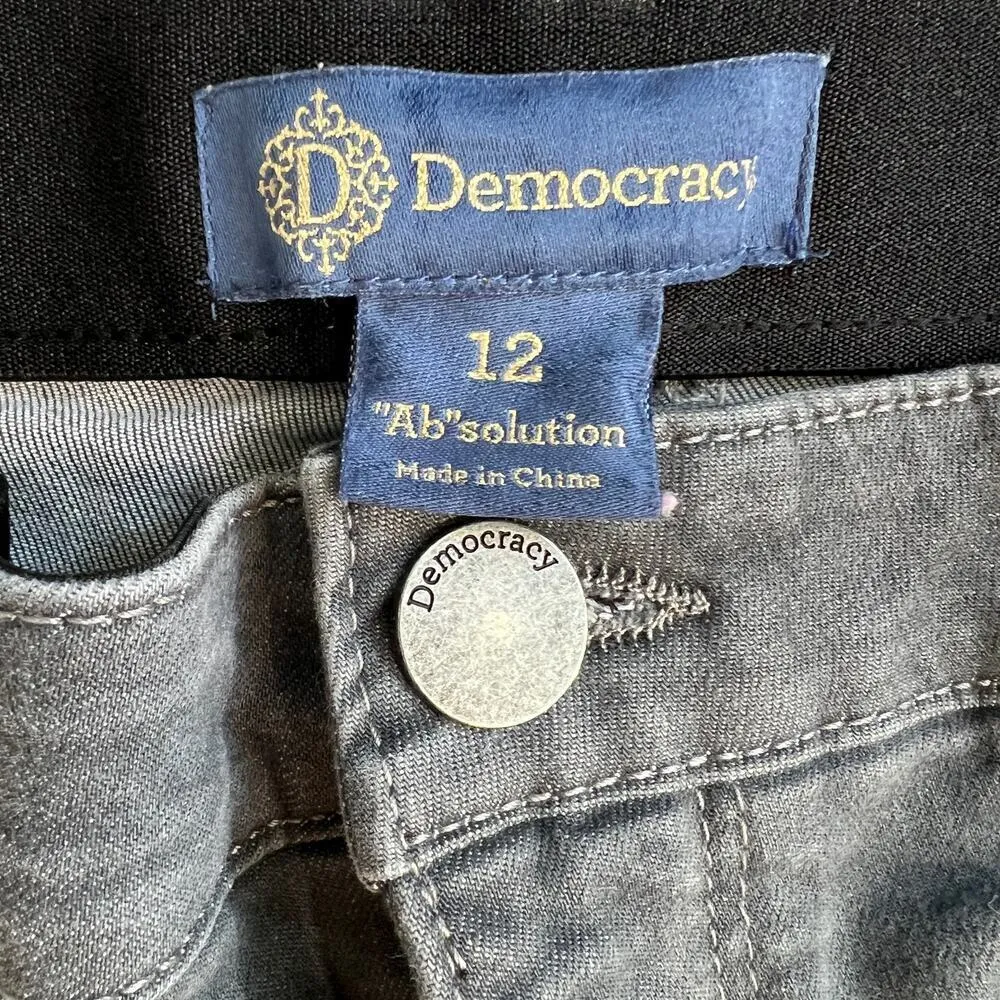 D Democracy
12
"Ab"solution
Made in China
Democracy